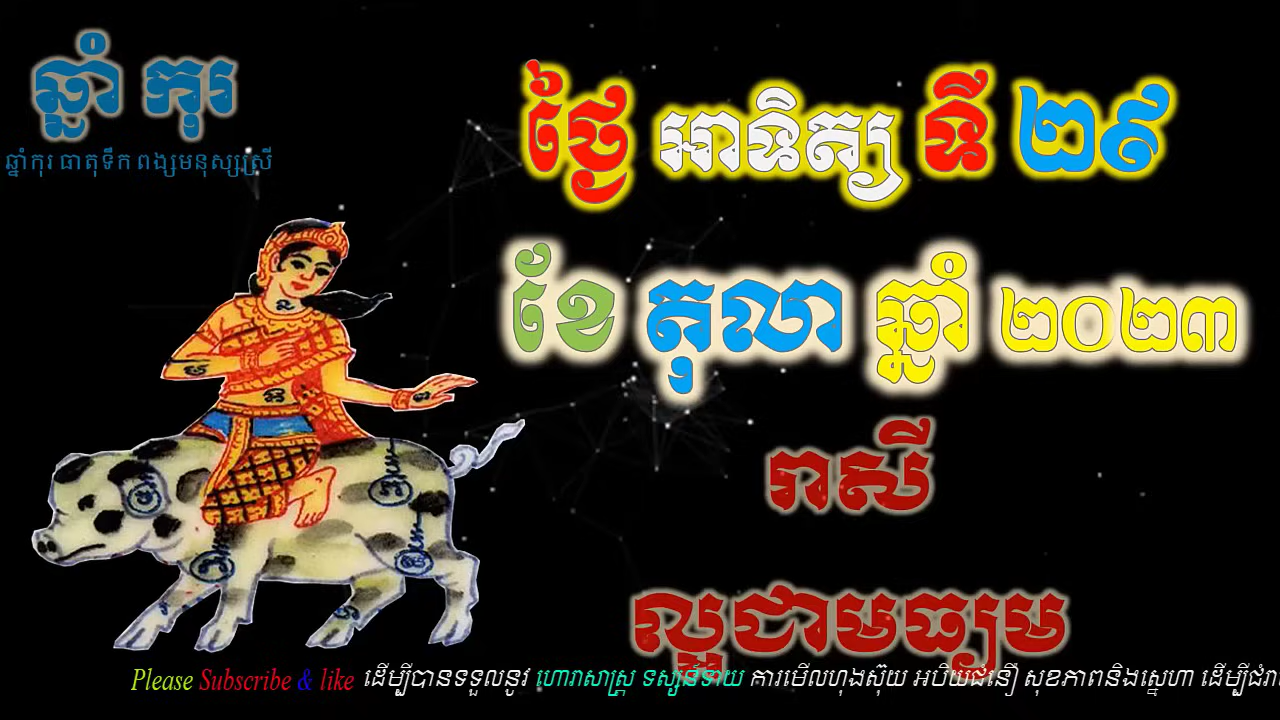 ឆ្នាំ កុរ
ឆ្នាំកុរ ធាតុទឹក ពង្សមនុស្សស្រី
ថ្ងៃ អាទិត្យ ទី ២៩
ខែ តុលា ឆ្នាំ ២០២៣
រាសី
ល្អជាមធ្យម
Please Subscribe & like ដើម្បីបានទទួលនូវ ហោរាសាស្ត្រ ទស្សន៍ទាយ ការមើលហុងស៊ុយ អបិយជំនឿ សុខភាពនិងស្នេហា